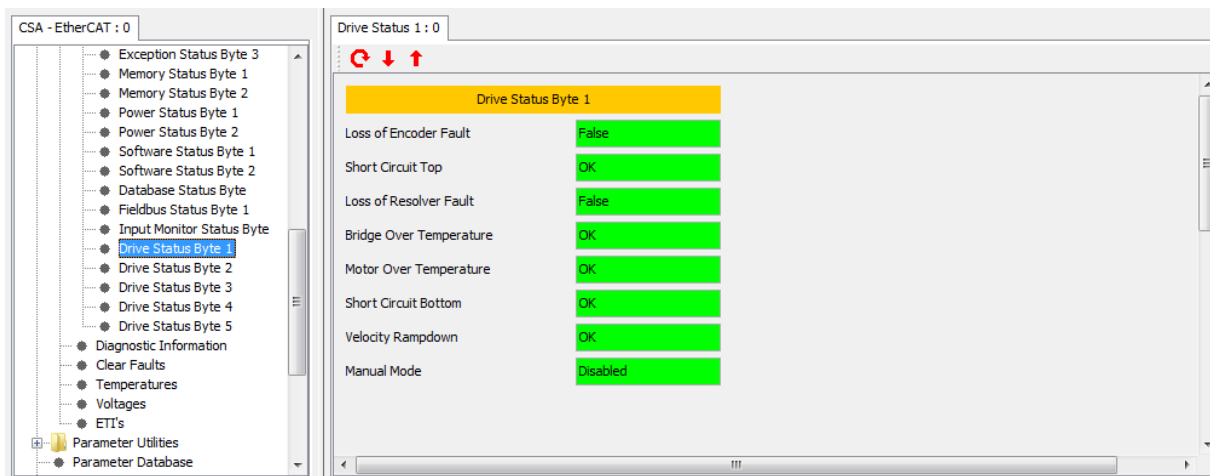 CSA - EtherCAT : 0
Exception Status Byte 3
Memory Status Byte 1
Memory Status Byte 2
Power Status Byte 1
Power Status Byte 2
Software Status Byte 1
Software Status Byte 2
Database Status Byte
Fieldbus Status Byte 1
Input Monitor Status Byte
Drive Status Byte 1
Drive Status Byte 2
Drive Status Byte 3
Drive Status Byte 4
Drive Status Byte 5
Diagnostic Information
Clear Faults
Temperatures
Voltages
ETI's
Parameter Utilities
Parameter Database
Drive Status 1 : 0
Drive Status Byte 1
Loss of Encoder Fault False
Short Circuit Top OK
Loss of Resolver Fault False
Bridge Over Temperature OK
Motor Over Temperature OK
Short Circuit Bottom OK
Velocity Rampdown OK
Manual Mode Disabled